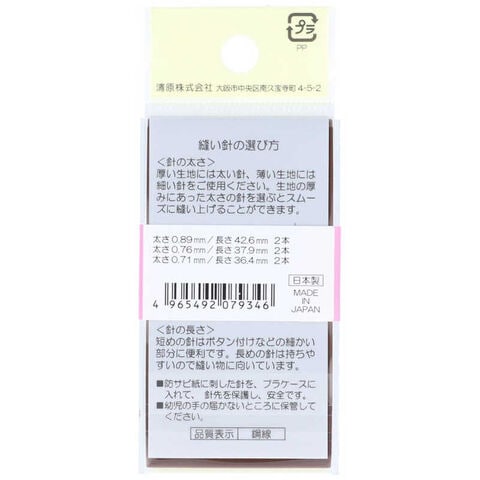 プラ
PP
清原株式会社 大阪市中央区南久宝寺町 4-5-2
縫い針の選び方
＜針の太さ＞
厚い生地には太い針、薄い生地には
細い針をご使用ください。生地の厚
みにあった太さの針を選ぶとスムー
ズに縫い上げることができます。
太さ0.89mm／長さ42.6mm 2本
太さ0.76mm／長さ37.9mm 2本
太さ0.71mm／長さ36.4mm 2本
日本製
MADE
IN
JAPAN
4 965492 079346
＜針の長さ＞
短めの針はボタン付けなどの細かい
部分に便利です。長めの針は持ちや
すいので縫い物に向いています。
■防サビ紙に刺した針を、プラケースに
入れて、針先を保護し、安全です。
■幼児の手の届かないところに保管して
ください。
品質表示 鋼線